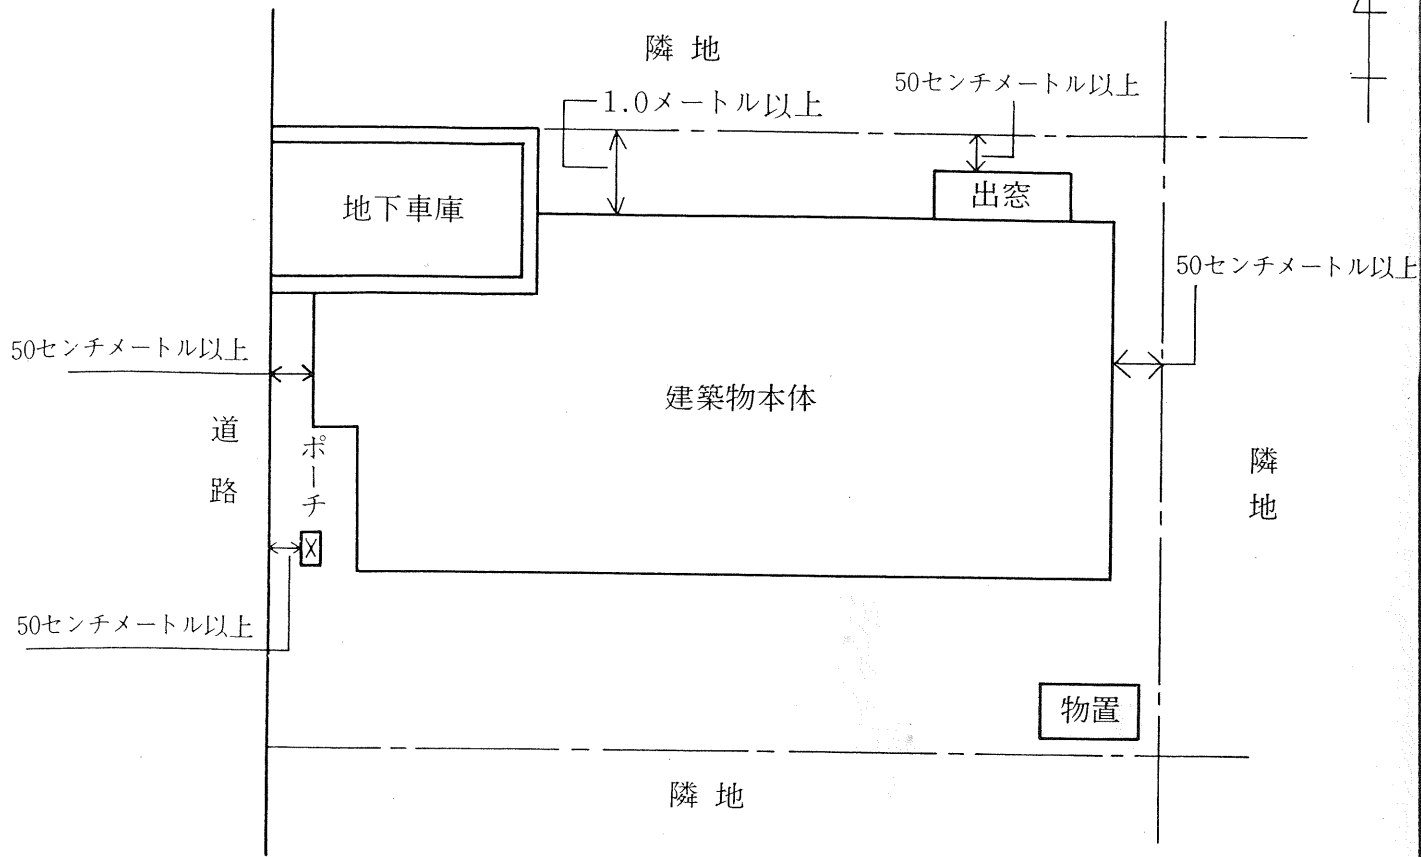 隣地
50センチメートル以上
1.0メートル以上
出窓
地下車庫
50センチメートル以上
50センチメートル以上
建築物本体
道路
ポーチ
隣地
50センチメートル以上
物置
隣地